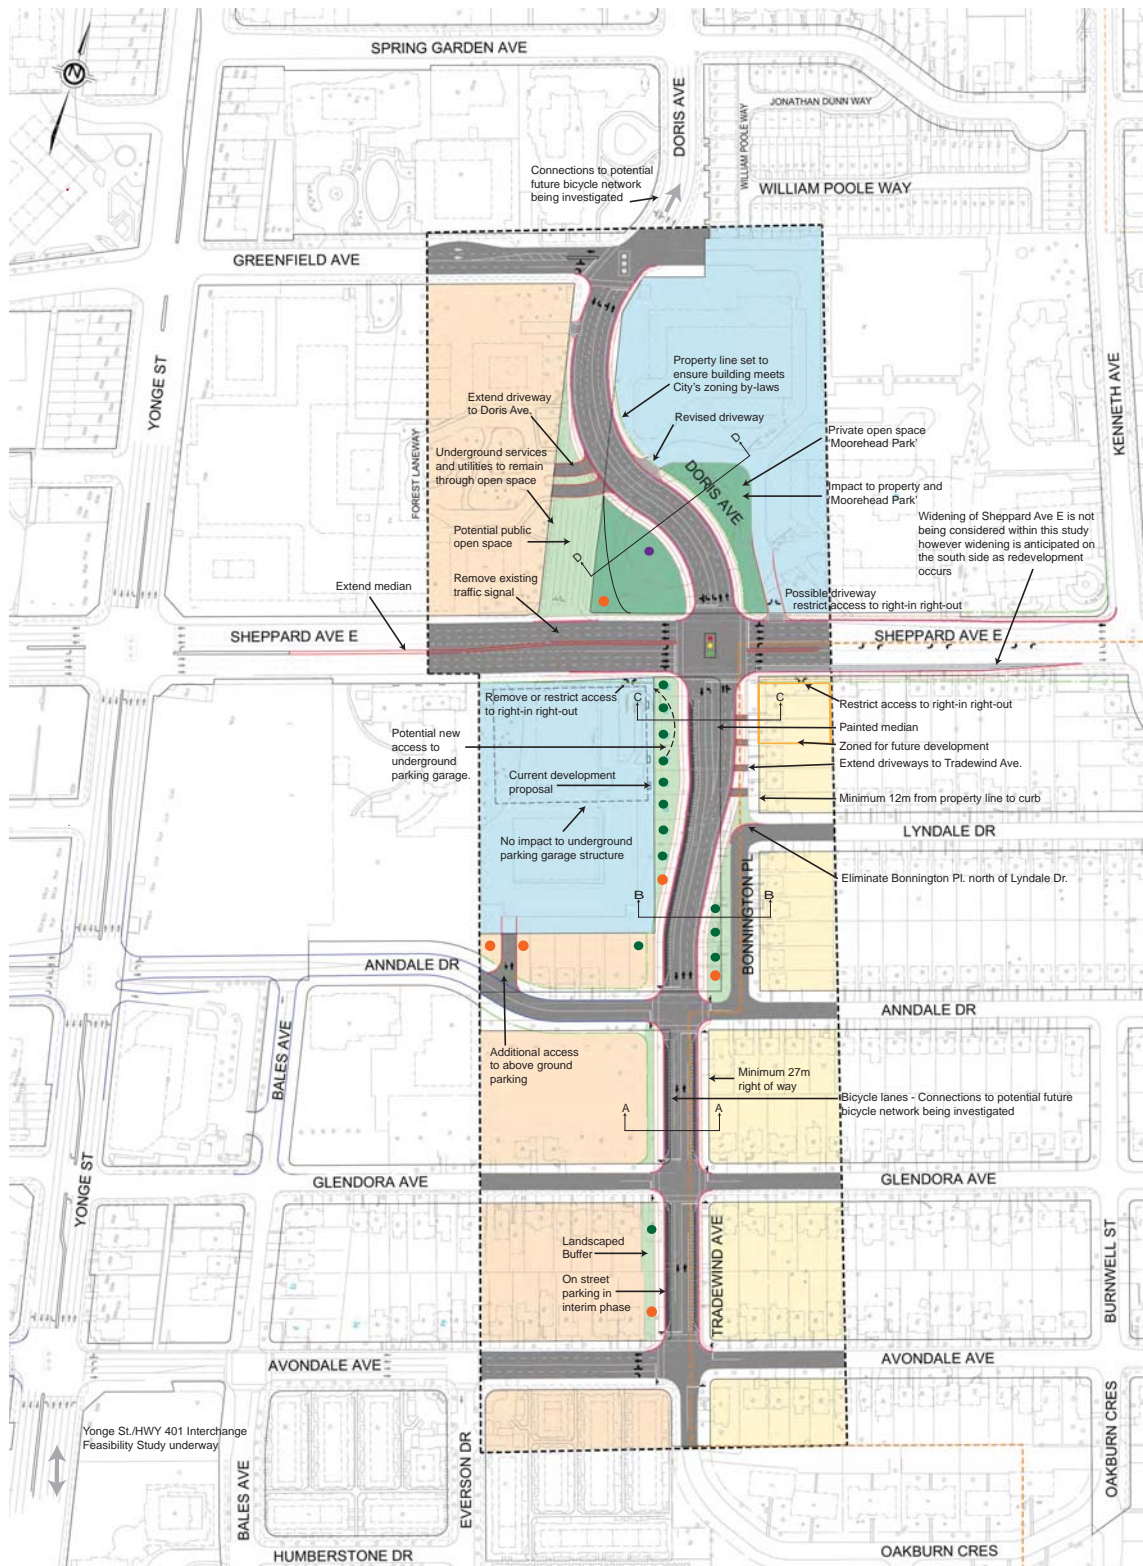 SPRING GARDEN AVE
DORIS AVE
JONATHAN DUNN WAY
WILLIAM POOLE WAY
WILLIAM POOLE WAY
N
Connections to potential
future bicycle network
being investigated
GREENFIELD AVE
YONGE ST
KENNETH AVE
Property line set to
ensure building meets
City's zoning by-laws
Extend driveway
to Doris Ave.
Revised driveway
Private open space
'Moorehead Park'
D
DORIS AVE
FOREST LANEWAY
Underground services
and utilities to remain
through open space
Impact to property and
'Moorehead Park'
Widening of Sheppard Ave E is not
being considered within this study
however widening is anticipated on
the south side as redevelopment
occurs
Potential public
open space
D
Extend median
Remove existing
traffic signal
Possible driveway
restrict access to right-in right-out
SHEPPARD AVE E
SHEPPARD AVE E
Remove or restrict access
to right-in right-out
C
C
Restrict access to right-in right-out
Painted median
Potential new
access to
underground
parking garage.
Zoned for future development
Extend driveways to Tradewind Ave.
Current development
proposal
Minimum 12m from property line to curb
No impact to underground
parking garage structure
LYNDALE DR
Eliminate Bonnington Pl. north of Lyndale Dr.
BONNINGTON PL
B
B
ANNDALE DR
ANNDALE DR
BALES AVE
Additional access
to above ground
parking
Minimum 27m
right of way
Bicycle lanes - Connections to potential future
bicycle network being investigated
A
A
YONGE ST
GLENDORA AVE
GLENDORA AVE
Landscaped
Buffer
TRADEWIND AVE
BURNWELL ST
On street
parking in
interim phase
AVONDALE AVE
AVONDALE AVE
Yonge St./HWY 401 Interchange
Feasibility Study underway
BALES AVE
EVERSON DR
OAKBURN CRES
HUMBERSTONE DR
OAKBURN CRES